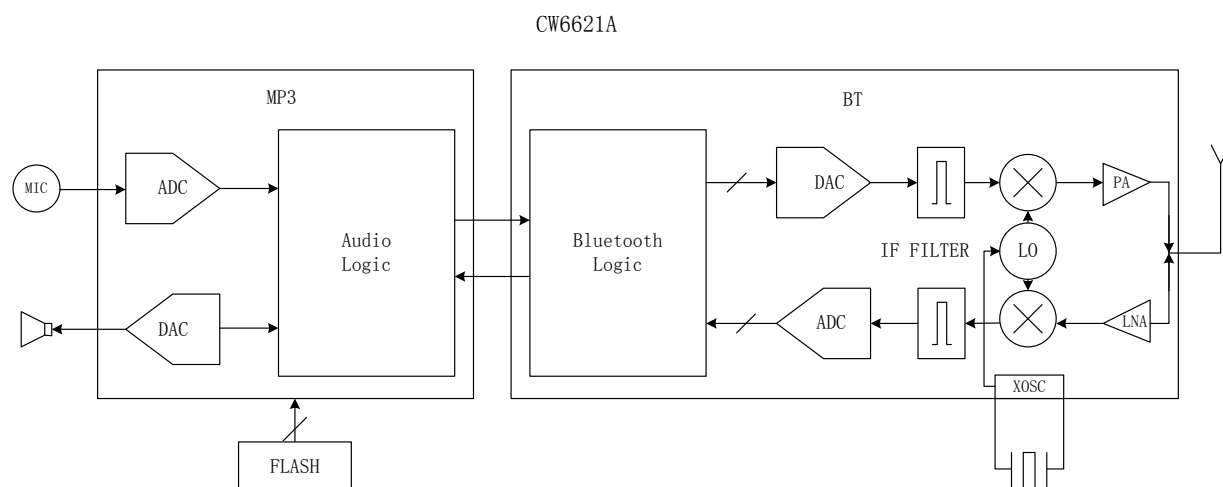 CW6621A
MP3
BT
MIC
ADC
Audio
Logic
Bluetooth
Logic
DAC
PA
IF FILTER
LO
DAC
ADC
LNA
XOSC
FLASH